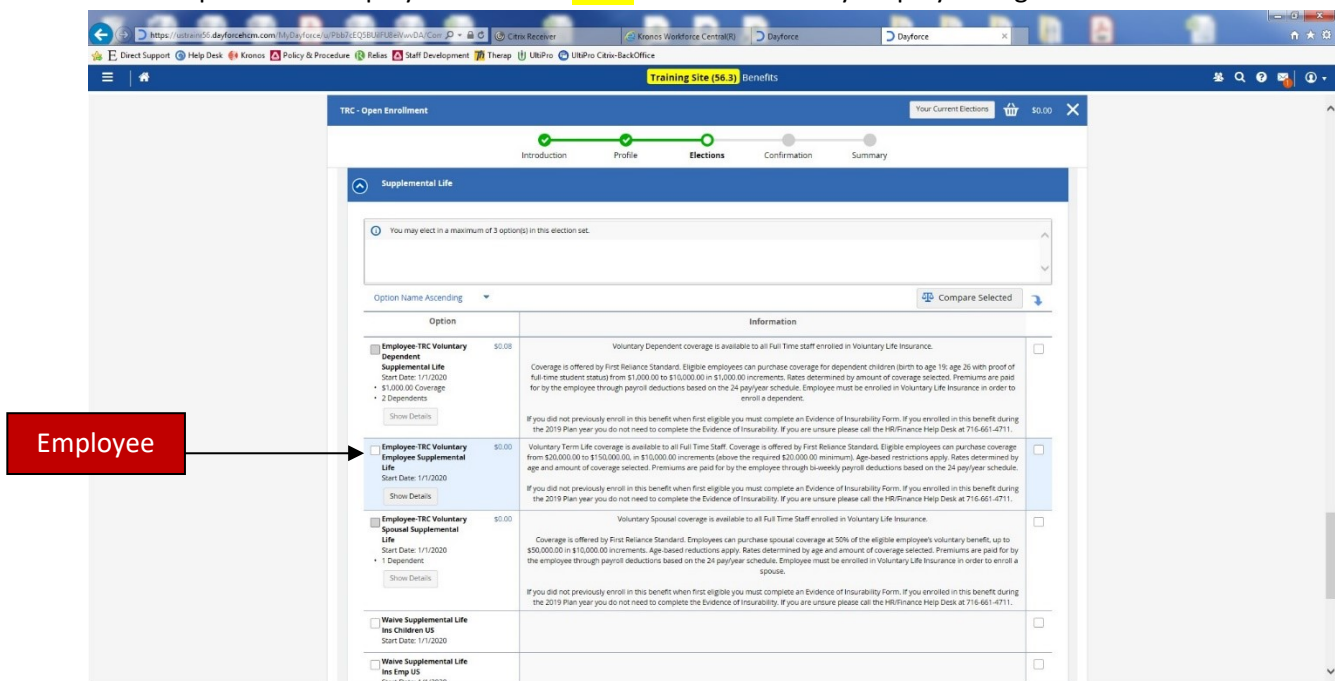 https://ustrain56.dayforcehcm.com/MyDayforce/
Citrix Receiver
Kronos Workforce Central(R)
Dayforce
Dayforce
Direct Support
Help Desk
Kronos
Policy & Procedure
Relias
Staff Development
Therap
UltiPro
UltiPro Citrix-BackOffice
Training Site (56.3) Benefits
TRC - Open Enrollment
Your Current Elections
$0.00
Introduction
Profile
Elections
Confirmation
Summary
Supplemental Life
You may elect in a maximum of 3 option(s) in this election set.
Option Name Ascending
Compare Selected
Option
Information
Employee-TRC Voluntary $0.08
Dependent
Supplemental Life
Start Date: 1/1/2020
• $1,000.00 Coverage
• 2 Dependents
Show Details
Voluntary Dependent coverage is available to all Full Time staff enrolled in Voluntary Life Insurance.
Coverage is offered by First Reliance Standard. Eligible employees can purchase coverage for dependent children (birth to age 19; age 26 with proof of
full-time student status) from $1,000.00 to $10,000.00 in $1,000.00 increments. Rates determined by amount of coverage selected. Premiums are paid
for by the employee through payroll deductions based on the 24 pay/year schedule. Employee must be enrolled in Voluntary Life Insurance in order to
enroll a dependent.
If you did not previously enroll in this benefit when first eligible you must complete an Evidence of Insurability Form. If you enrolled in this benefit during
the 2019 Plan year you do not need to complete the Evidence of Insurability. If you are unsure please call the HR/Finance Help Desk at 716-661-4711.
Employee
Employee-TRC Voluntary $0.00
Employee Supplemental
Life
Start Date: 1/1/2020
Show Details
Voluntary Term Life coverage is available to all Full Time Staff. Coverage is offered by First Reliance Standard. Eligible employees can purchase coverage
from $20,000.00 to $150,000.00, in $10,000.00 increments (above the required $20,000.00 minimum). Age-based restrictions apply. Rates determined by
age and amount of coverage selected. Premiums are paid for by the employee through bi-weekly payroll deductions based on the 24 pay/year schedule.
If you did not previously enroll in this benefit when first eligible you must complete an Evidence of Insurability Form. If you enrolled in this benefit during
the 2019 Plan year you do not need to complete the Evidence of Insurability. If you are unsure please call the HR/Finance Help Desk at 716-661-4711.
Employee-TRC Voluntary $0.00
Spousal Supplemental
Life
Start Date: 1/1/2020
• 1 Dependent
Show Details
Voluntary Spousal coverage is available to all Full Time Staff enrolled in Voluntary Life Insurance.
Coverage is offered by First Reliance Standard. Employees can purchase spousal coverage at 50% of the eligible employee's voluntary benefit, up to
$50,000.00 in $10,000.00 increments. Age-based reductions apply. Rates determined by age and amount of coverage selected. Premiums are paid for by
the employee through payroll deductions based on the 24 pay/year schedule. Employee must be enrolled in Voluntary Life Insurance in order to enroll a
spouse.
If you did not previously enroll in this benefit when first eligible you must complete an Evidence of Insurability Form. If you enrolled in this benefit during
the 2019 Plan year you do not need to complete the Evidence of Insurability. If you are unsure please call the HR/Finance Help Desk at 716-661-4711.
Waive Supplemental Life
Ins Children US
Start Date: 1/1/2020
Waive Supplemental Life
Ins Emp US